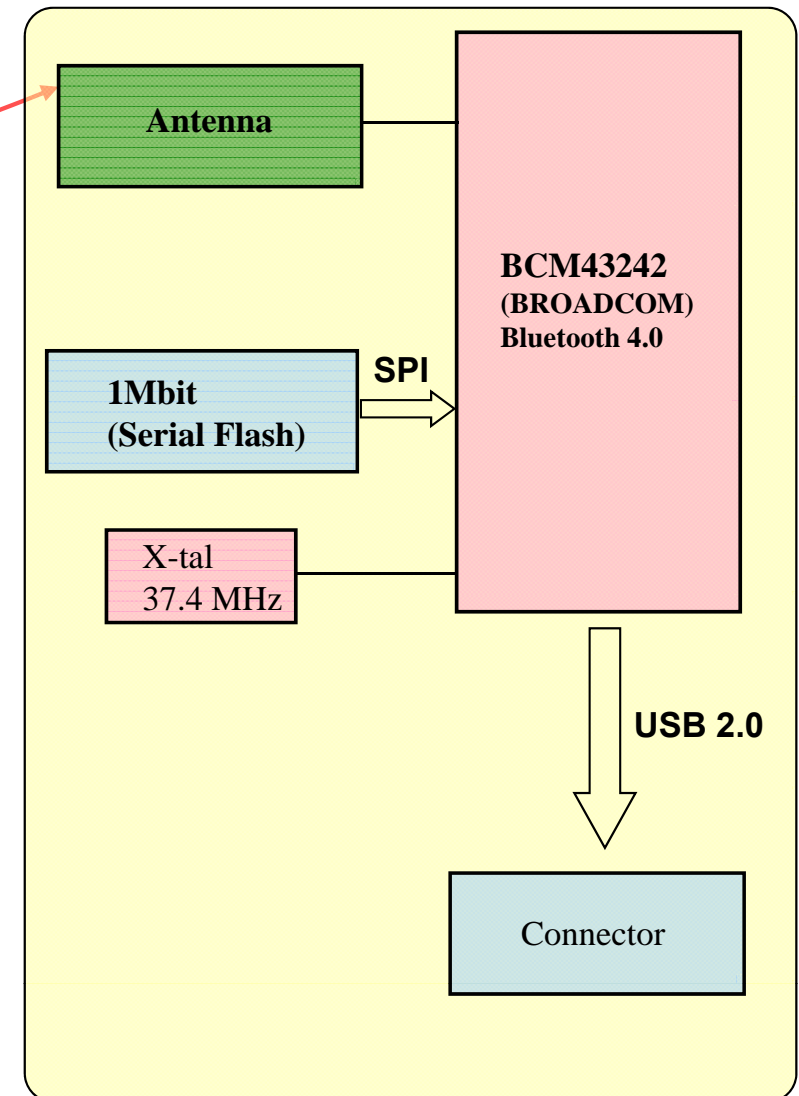 Antenna
BCM43242
(BROADCOM)
Bluetooth 4.0
SPI
1Mbit
(Serial Flash)
X-tal
37.4 MHz
USB 2.0
Connector